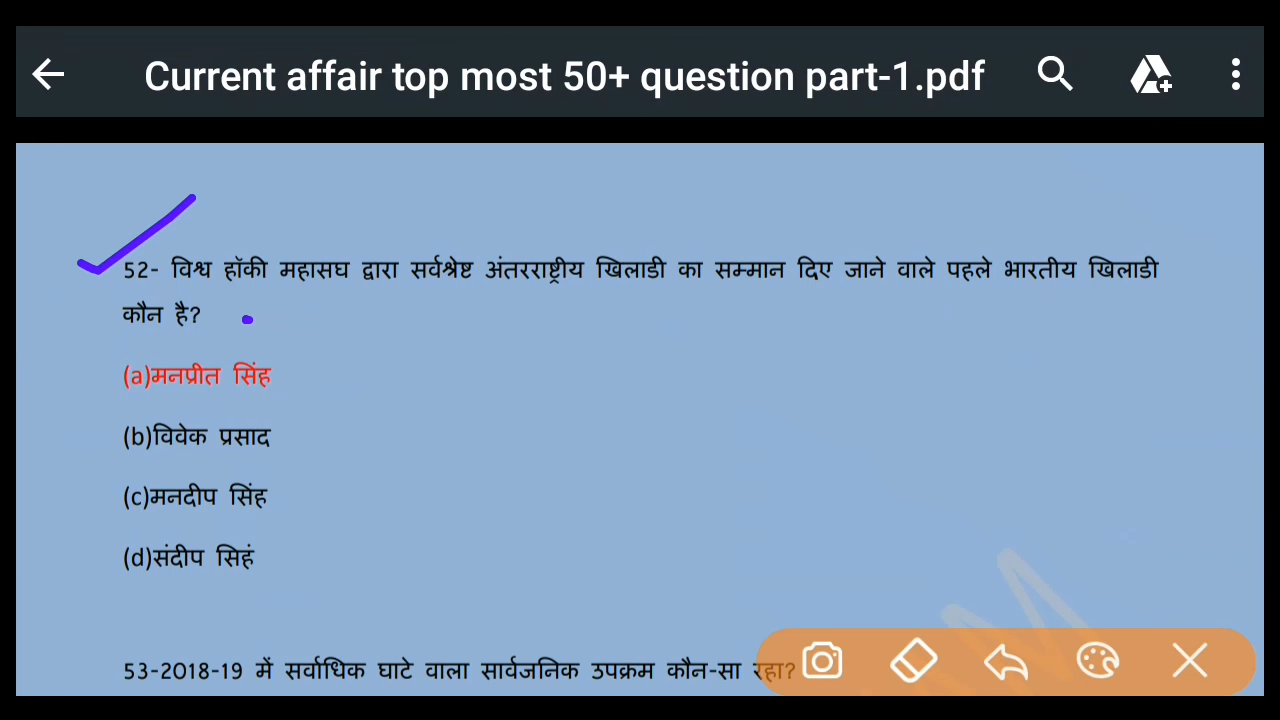 Current affair top most 50+ question part-1.pdf
52- विश्व हॉकी महासघ द्वारा सर्वश्रेष्ट अंतरराष्ट्रीय खिलाडी का सम्मान दिए जाने वाले पहले भारतीय खिलाडी
कौन है?
(a)मनप्रीत सिंह
(b)विवेक प्रसाद
(c)मनदीप सिंह
(d)संदीप सिहं
53-2018-19 में सर्वाधिक घाटे वाला सार्वजनिक उपक्रम कौन-सा रहा?